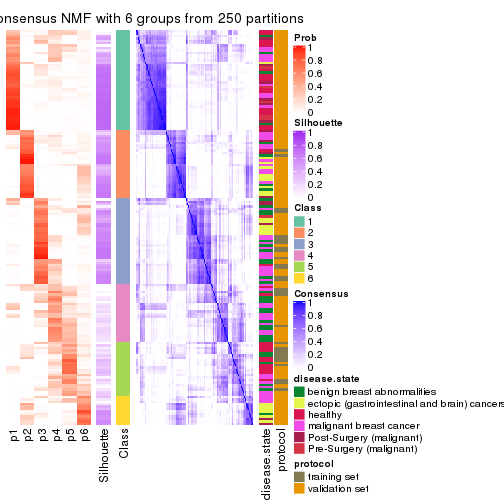 onsensus NMF with 6 groups from 250 partitions
p1
p2
p3
p4
p5
p6
Silhouette
Class
disease.state
protocol
Prob
1
0.8
0.6
0.4
0.2
0
Silhouette
1
0.8
0.6
0.4
0.2
0
Class
1
2
3
4
5
6
Consensus
1
0.8
0.6
0.4
0.2
0
disease.state
benign breast abnormalities
ectopic (gastrointestinal and brain) cancers
healthy
malignant breast cancer
Post-Surgery (malignant)
Pre-Surgery (malignant)
protocol
training set
validation set